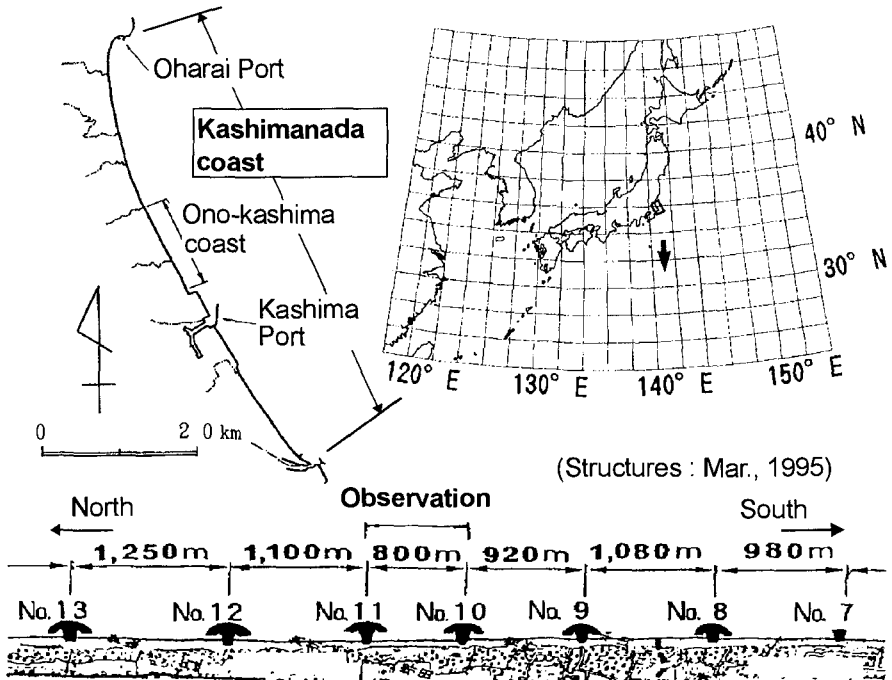 Oharai Port
Kashimanada
coast
Ono-kashima
coast
Kashima
Port
0 2 0 km
40° N
30° N
120° E 130° E 140° E 150° E
(Structures : Mar., 1995)
Observation
North South
1,250m 1,100m 800m 920m 1,080m 980m
No. 13 No. 12 No. 11 No. 10 No. 9 No. 8 No. 7